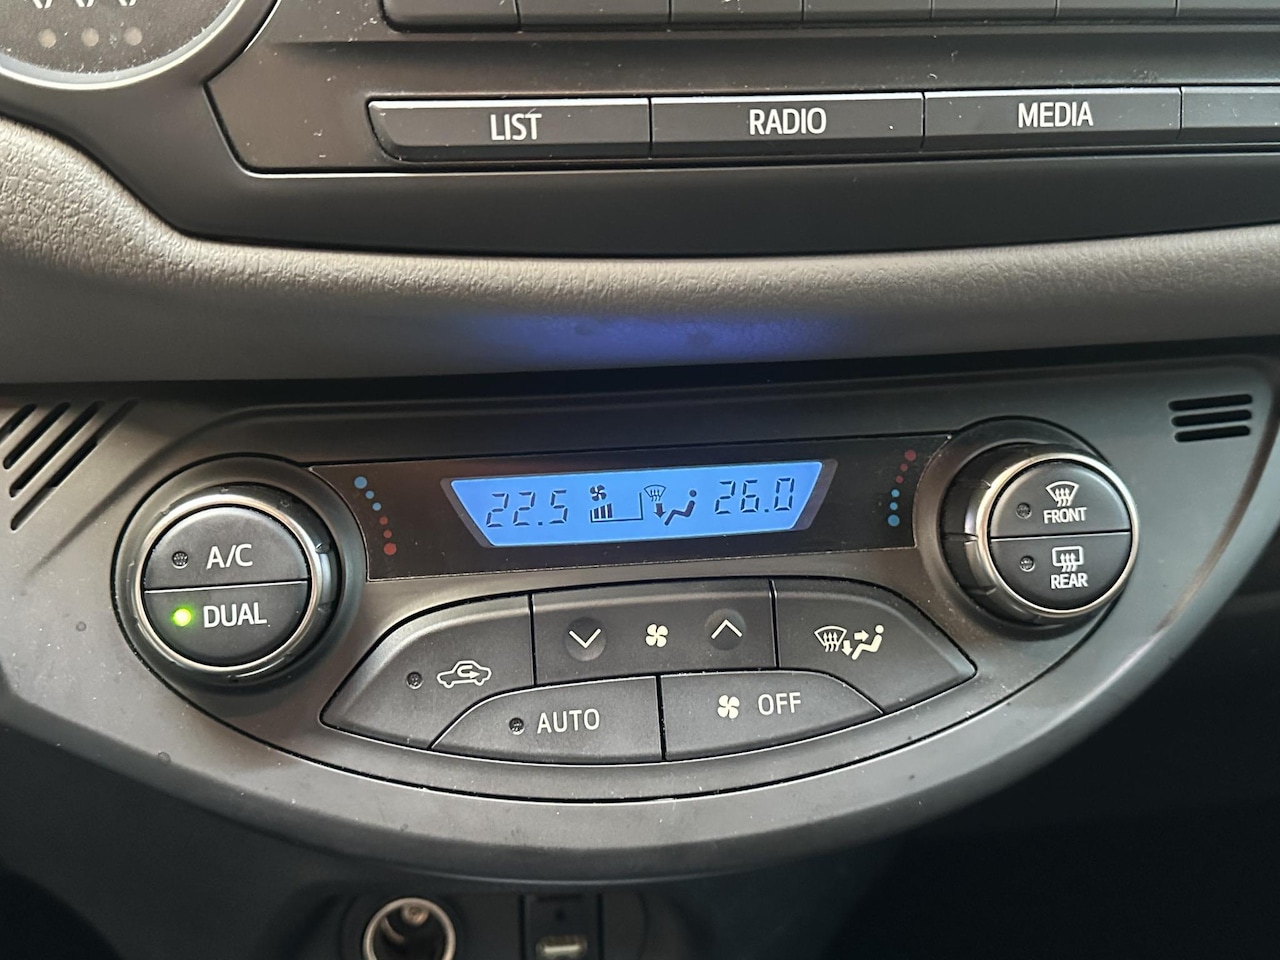 LIST RADIO MEDIA
22.5 26.0
A/C
DUAL
FRONT
REAR
AUTO
OFF